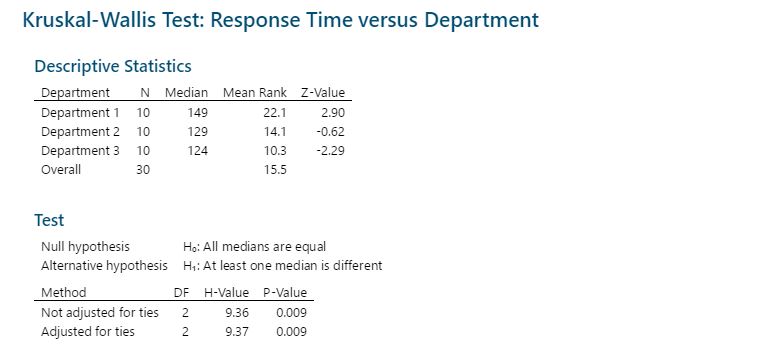 Kruskal-Wallis Test: Response Time versus Department
Descriptive Statistics
Department N Median Mean Rank Z-Value
Department 1 10 149 22.1 2.90
Department 2 10 129 14.1 -0.62
Department 3 10 124 10.3 -2.29
Overall 30 15.5
Test
Null hypothesis H₀: All medians are equal
Alternative hypothesis H₁: At least one median is different
Method DF H-Value P-Value
Not adjusted for ties 2 9.36 0.009
Adjusted for ties 2 9.37 0.009